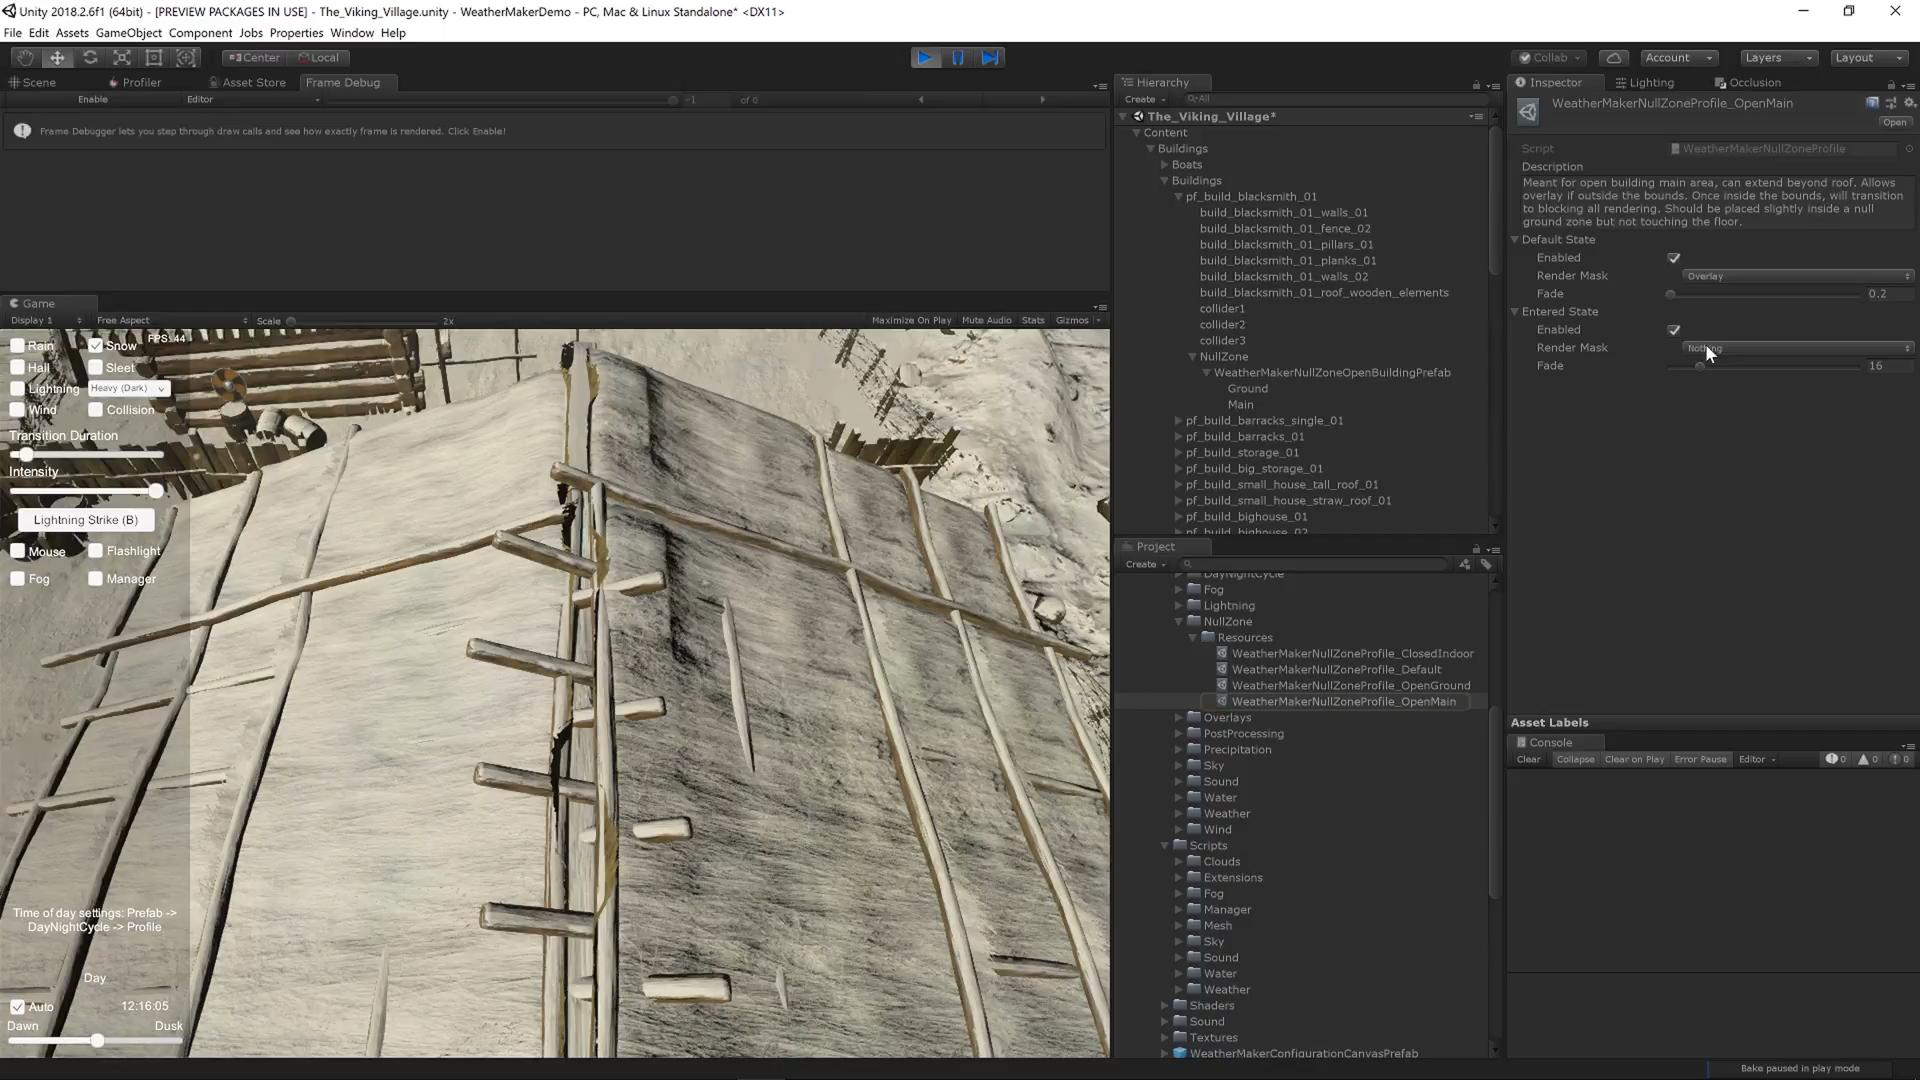 Unity 2018.2.6f1 (64bit) - [PREVIEW PACKAGES IN USE] - The_Viking_Village.unity - WeatherMakerDemo - PC, Mac & Linux Standalone* <DX11>
File Edit Assets GameObject Component Jobs Properties Window Help
Center Local
Collab Account Layers Layout
Scene Profiler Asset Store Frame Debug
Enable Editor -1 of 0
Frame Debugger lets you step through draw calls and see how exactly frame is rendered. Click Enable!
Game
Display 1 Free Aspect Scale 2x Maximize On Play Mute Audio Stats Gizmos
Rain Snow FPS: 44
Hail Sleet
Lightning Heavy (Dark)
Wind Collision
Transition Duration
Intensity
Lightning Strike (B)
Mouse Flashlight
Fog Manager
Time of day settings: Prefab ->
DayNightCycle -> Profile
Day
Auto 12:16:05
Dawn Dusk
Hierarchy
Create All
The_Viking_Village*
Content
Buildings
Boats
Buildings
pf_build_blacksmith_01
build_blacksmith_01_walls_01
build_blacksmith_01_fence_02
build_blacksmith_01_pillars_01
build_blacksmith_01_planks_01
build_blacksmith_01_walls_02
build_blacksmith_01_roof_wooden_elements
collider1
collider2
collider3
NullZone
WeatherMakerNullZoneOpenBuildingPrefab
Ground
Main
pf_build_barracks_single_01
pf_build_barracks_01
pf_build_storage_01
pf_build_big_storage_01
pf_build_small_house_tall_roof_01
pf_build_small_house_straw_roof_01
pf_build_bighouse_01
pf_build_bighouse_02
Project
Create
DayNightCycle
Fog
Lightning
NullZone
Resources
WeatherMakerNullZoneProfile_ClosedIndoor
WeatherMakerNullZoneProfile_Default
WeatherMakerNullZoneProfile_OpenGround
WeatherMakerNullZoneProfile_OpenMain
Overlays
PostProcessing
Precipitation
Sky
Sound
Water
Weather
Wind
Scripts
Clouds
Extensions
Fog
Manager
Mesh
Sky
Sound
Water
Weather
Shaders
Sound
Textures
WeatherMakerConfigurationCanvasPrefab
Inspector Lighting Occlusion
WeatherMakerNullZoneProfile_OpenMain
Open
Script WeatherMakerNullZoneProfile
Description
Meant for open building main area, can extend beyond roof. Allows
overlay if outside the bounds. Once inside the bounds, will transition
to blocking all rendering. Should be placed slightly inside a null
ground zone but not touching the floor.
Default State
Enabled
Render Mask Overlay
Fade 0.2
Entered State
Enabled
Render Mask Nothing
Fade 16
Asset Labels
Console
Clear Collapse Clear on Play Error Pause Editor 0 0 0
Bake paused in play mode